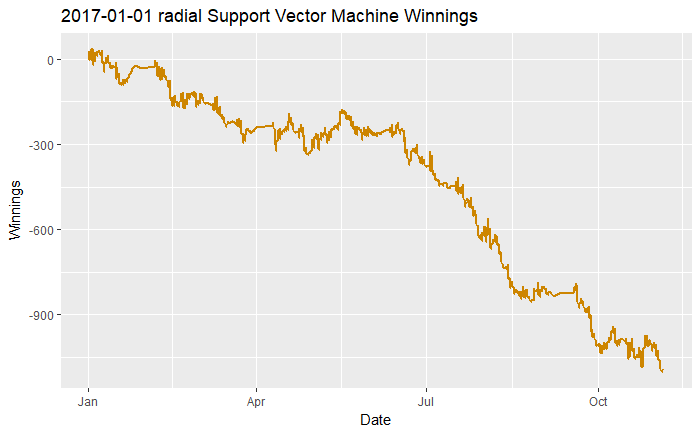 2017-01-01 radial Support Vector Machine Winnings
0
-300
-600
-900
Winnings
Jan Apr Jul Oct
Date